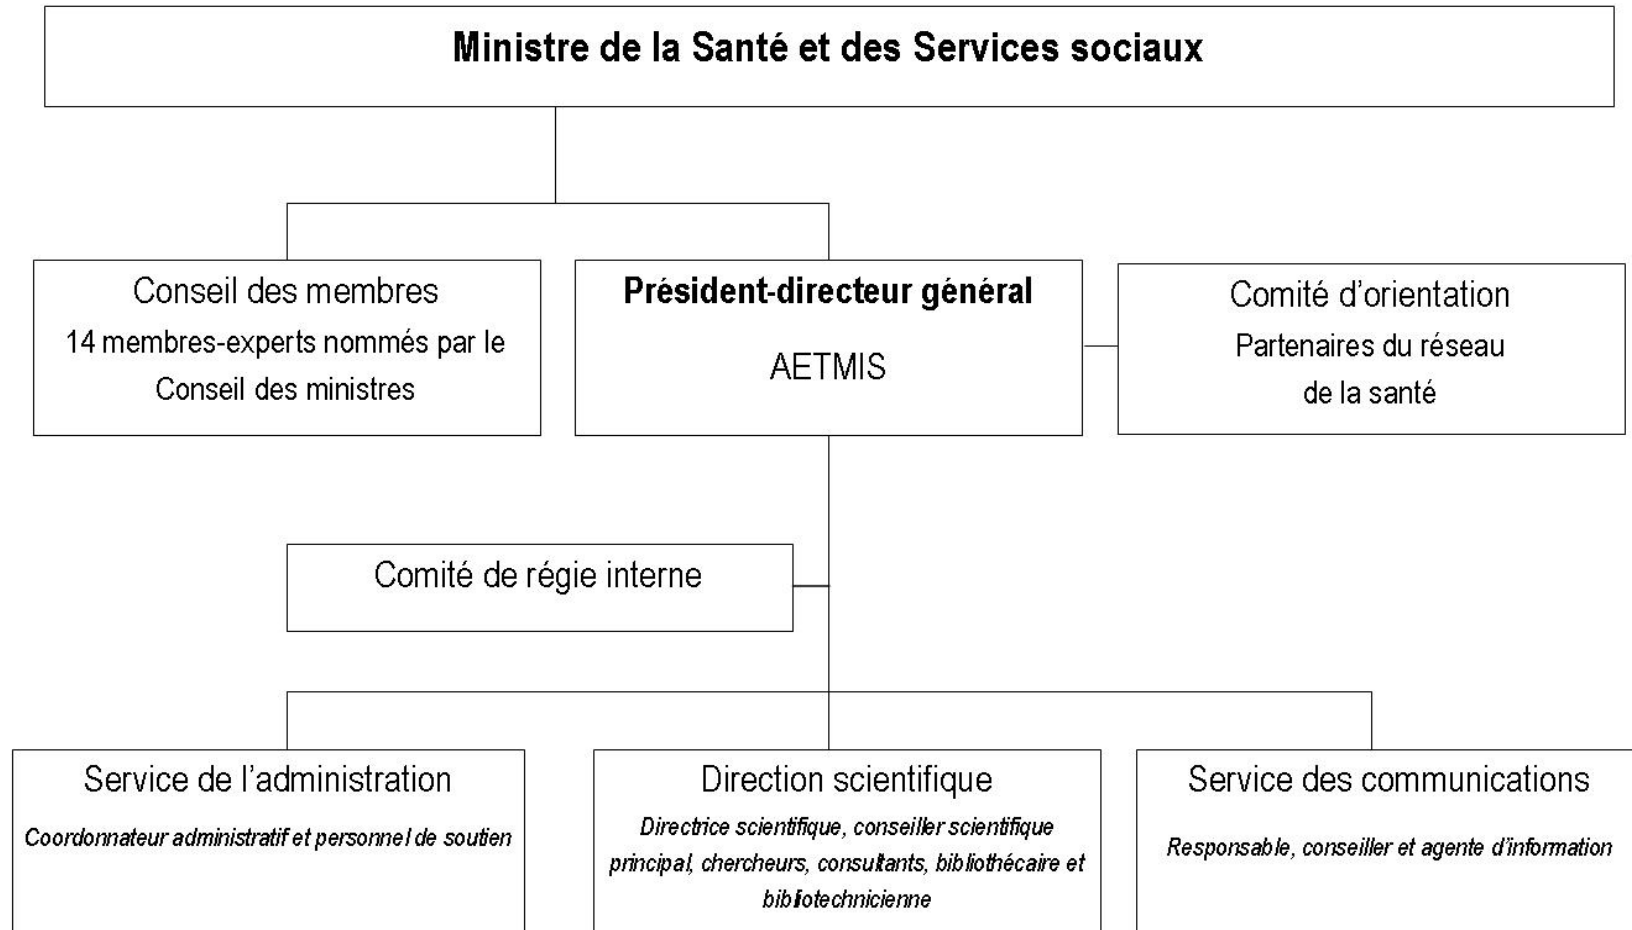 Ministre de la Santé et des Services sociaux
Conseil des membres
14 membres-experts nommés par le
Conseil des ministres
Président-directeur général
AETMIS
Comité d’orientation
Partenaires du réseau
de la santé
Comité de régie interne
Service de l’administration
Coordonnateur administratif et personnel de soutien
Direction scientifique
Directrice scientifique, conseiller scientifique
principal, chercheurs, consultants, bibliothécaire et
bibliotechnicienne
Service des communications
Responsable, conseiller et agente d’information